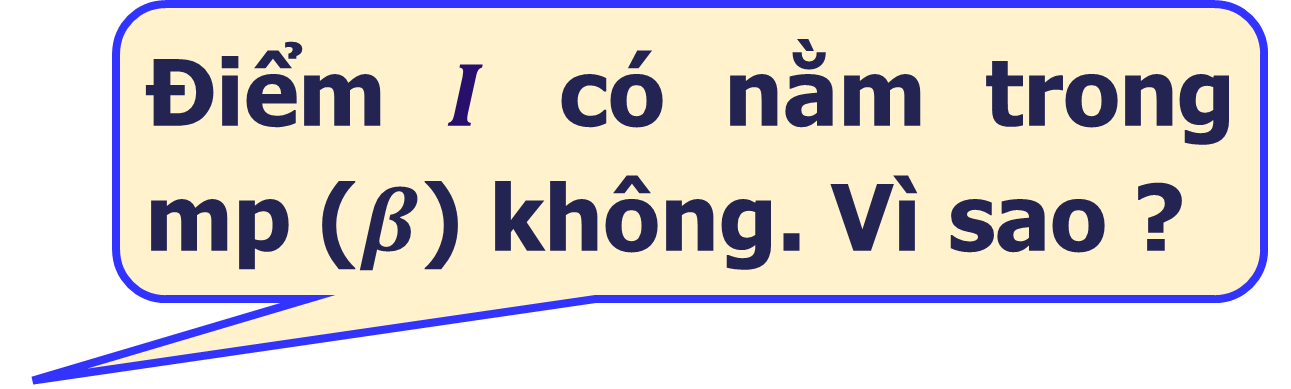 Điểm I có nằm trong
mp (β) không. Vì sao ?